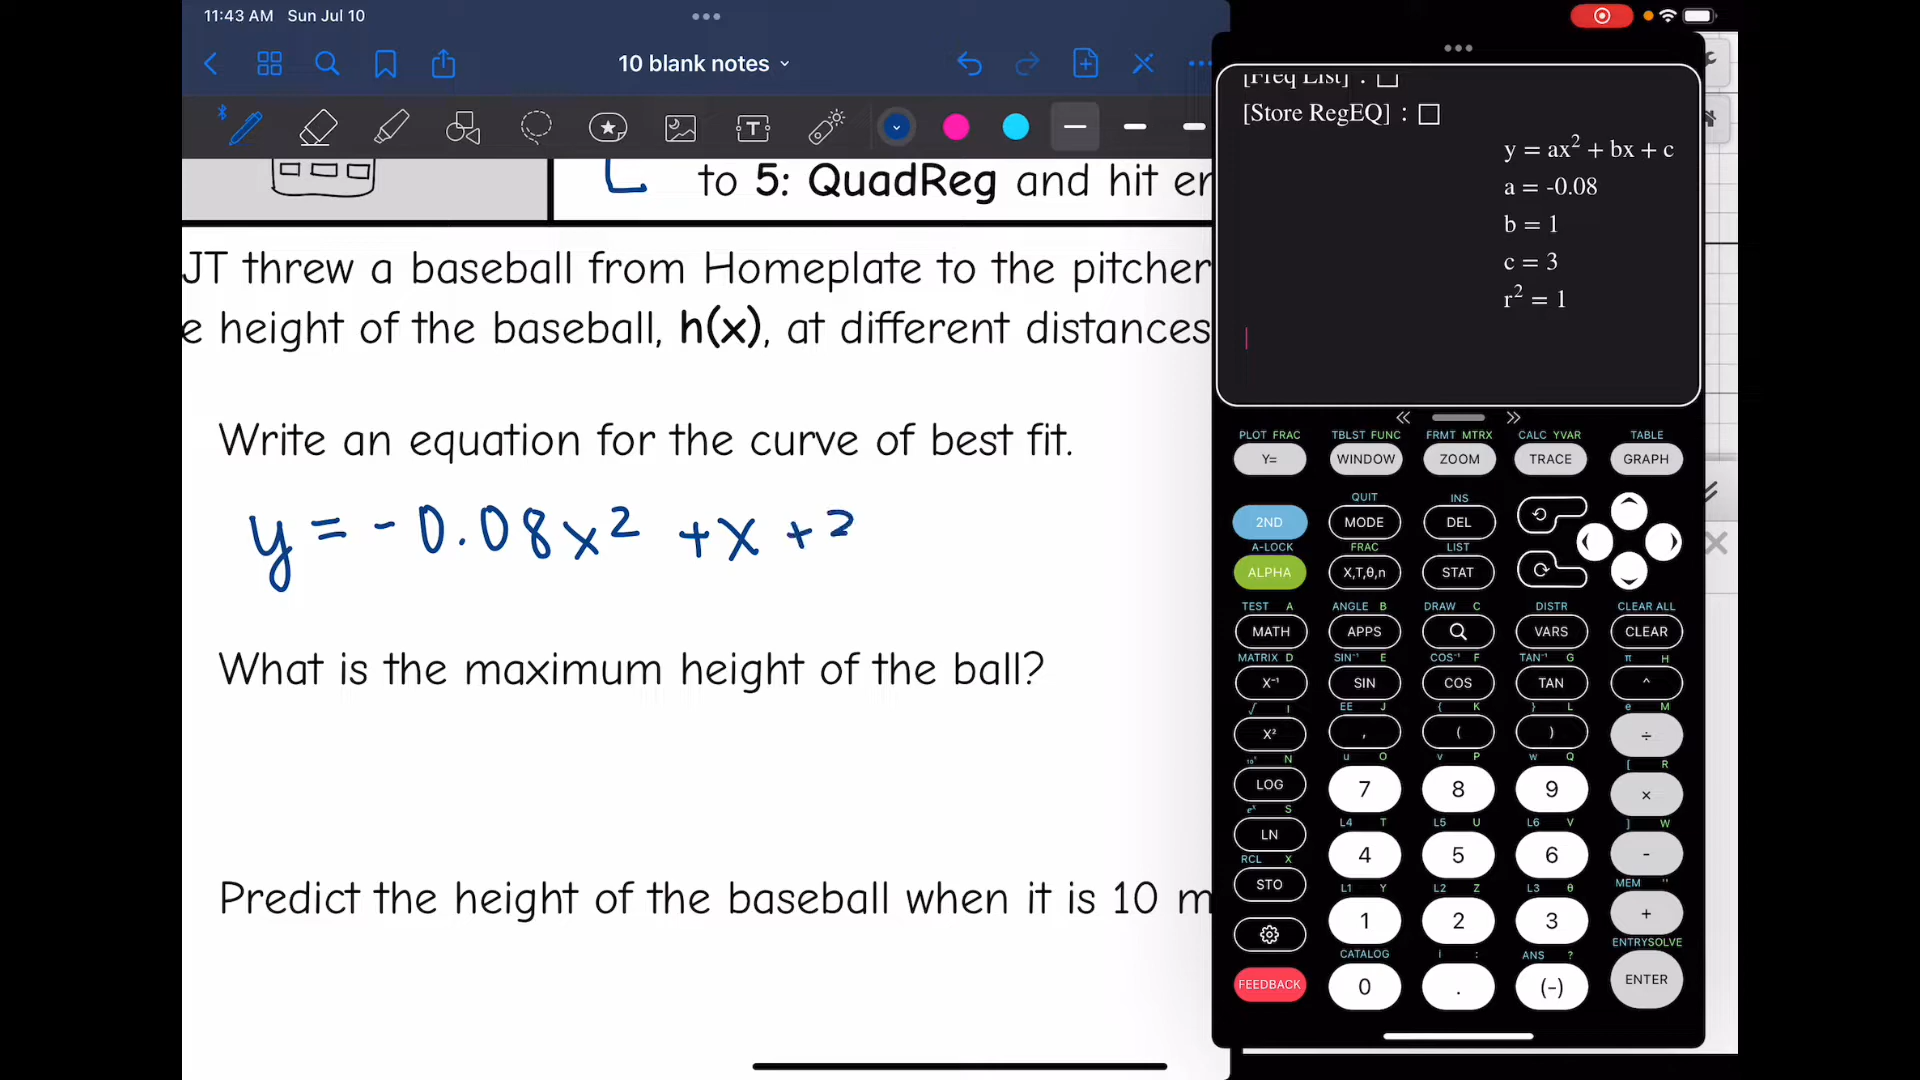 11:43 AM Sun Jul 10
10 blank notes
to 5: QuadReg and hit en
JT threw a baseball from Homeplate to the pitcher
e height of the baseball, h(x), at different distances
Write an equation for the curve of best fit.
y = -0.08x² +x +
What is the maximum height of the ball?
Predict the height of the baseball when it is 10 m
[Freq List] :
[Store RegEQ] :
y = ax² + bx + c
a = -0.08
b = 1
c = 3
r² = 1
PLOT FRAC TBLST FUNC FRMT MTRX CALC YVAR TABLE
Y= WINDOW ZOOM TRACE GRAPH
QUIT INS
2ND MODE DEL
A-LOCK FRAC LIST
ALPHA X,T,θ,n STAT
TEST A ANGLE B DRAW C DISTR CLEAR ALL
MATH APPS VARS CLEAR
MATRIX D SIN⁻¹ E COS⁻¹ F TAN⁻¹ G π H
X⁻¹ SIN COS TAN ^
√ I EE J { K } L e M
X² , ( ) ÷
10ˣ N u O v P w Q [ R
LOG 7 8 9 ×
eˣ S L4 T L5 U L6 V ] W
LN 4 5 6 -
RCL X L1 Y L2 Z L3 θ MEM "
STO 1 2 3 +
CATALOG I : ANS ? ENTRY SOLVE
FEEDBACK 0 . (-) ENTER